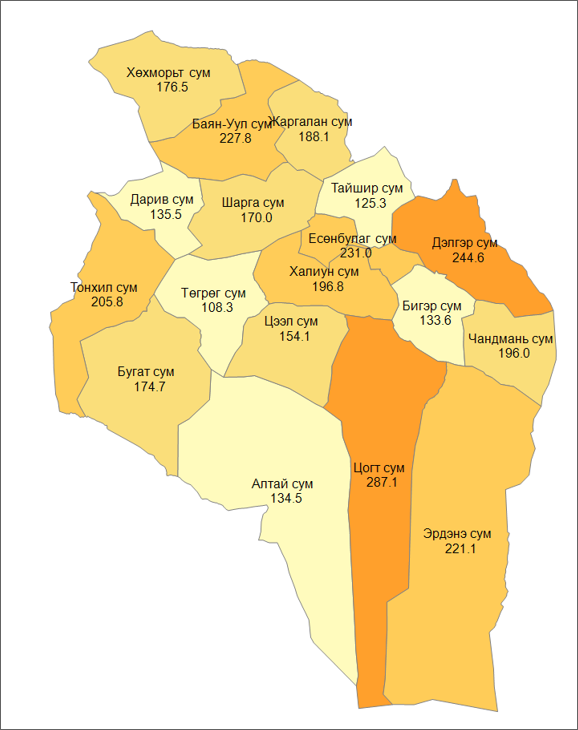 Хөхморьт сум
176.5
Баян-Уул сум
227.8
Жаргалан сум
188.1
Дарив сум
135.5
Шарга сум
170.0
Тайшир сум
125.3
Есөнбулаг сум
231.0
Дэлгэр сум
244.6
Тонхил сум
205.8
Төгрөг сум
108.3
Халиун сум
196.8
Цээл сум
154.1
Бигэр сум
133.6
Чандмань сум
196.0
Бугат сум
174.7
Алтай сум
134.5
Цогт сум
287.1
Эрдэнэ сум
221.1